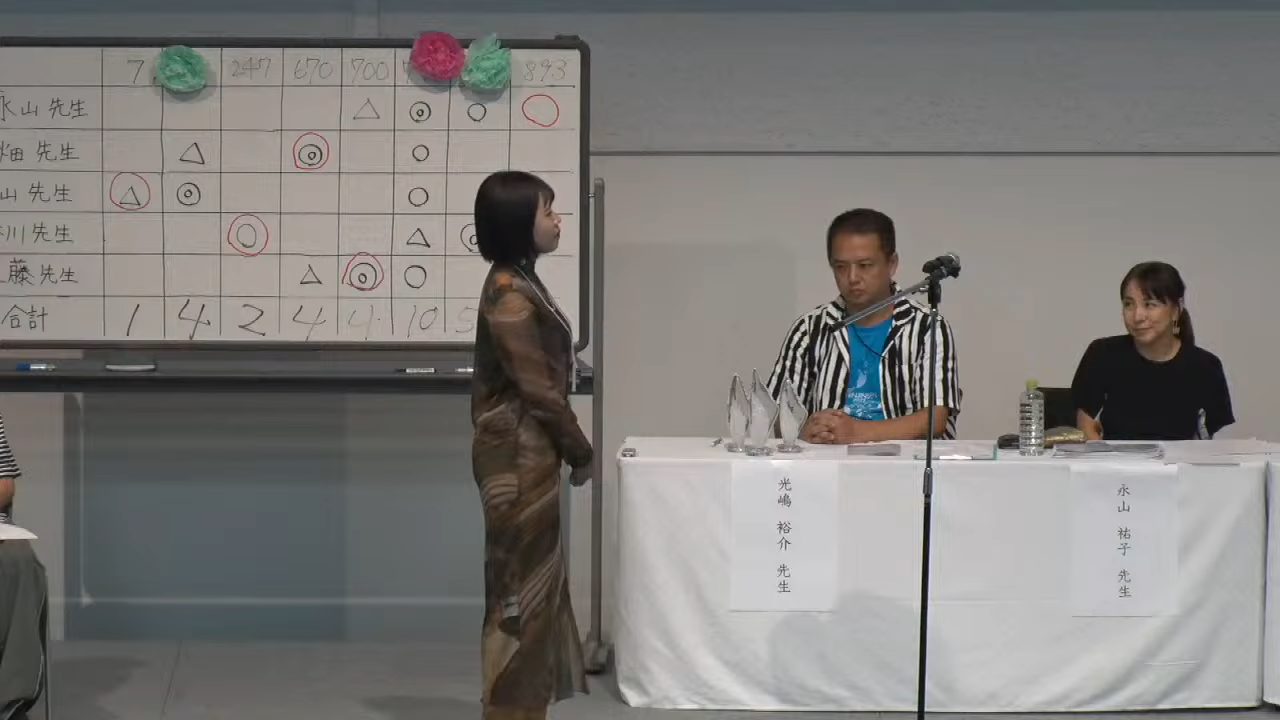 7 247 670 700 7 893
永山 先生 △ ◎ ○ ○
畑 先生 △ ◎ ○
山 先生 △ ◎ ○
川 先生 ○ △
藤 先生 △ ◎ ○
合計 1 4 2 4 4 10 5
光嶋 裕介 先生
永山 祐子 先生